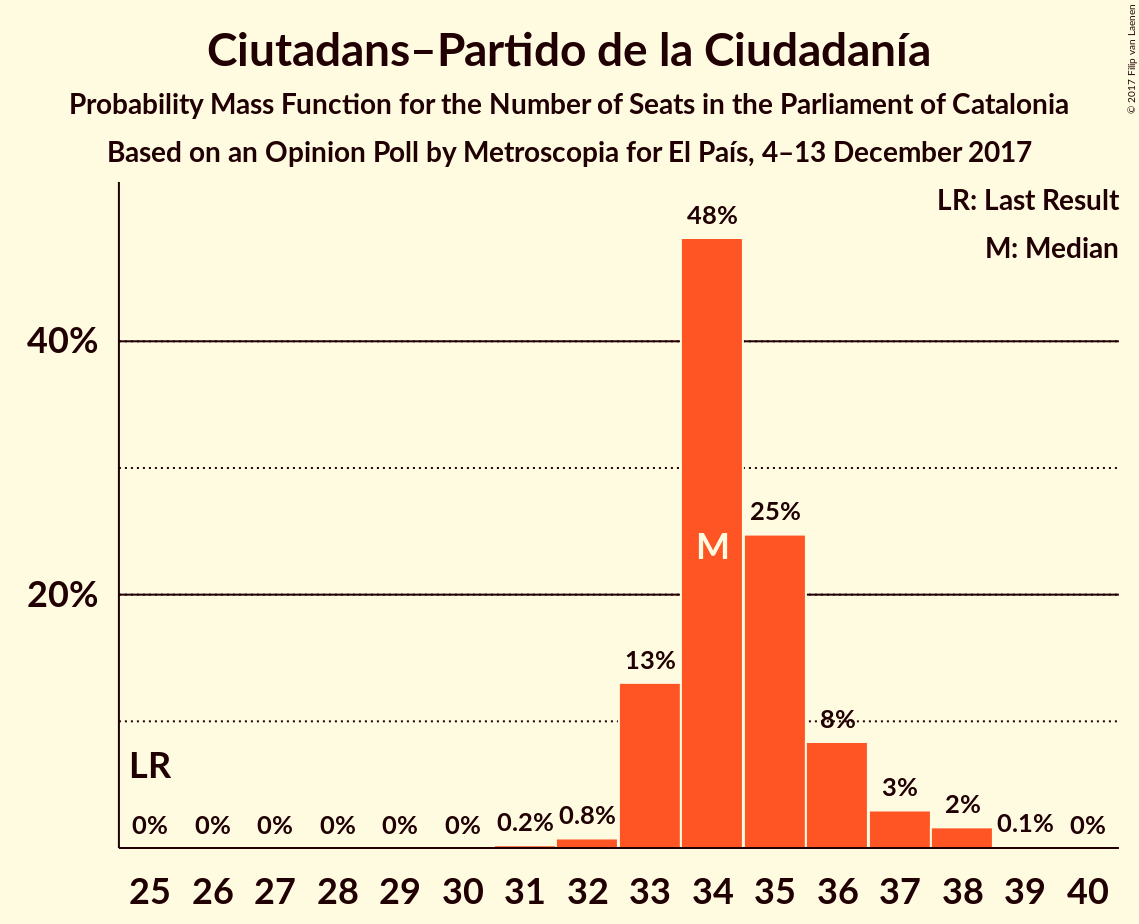 Ciutadans–Partido de la Ciudadanía
Probability Mass Function for the Number of Seats in the Parliament of Catalonia
Based on an Opinion Poll by Metroscopia for El País, 4–13 December 2017
© 2017 Filip van Laenen
LR: Last Result
M: Median
48%
40%
25%
M
20%
13%
8%
LR
3%
2%
0% 0% 0% 0% 0% 0% 0.2% 0.8% 0.1% 0%
25 26 27 28 29 30 31 32 33 34 35 36 37 38 39 40